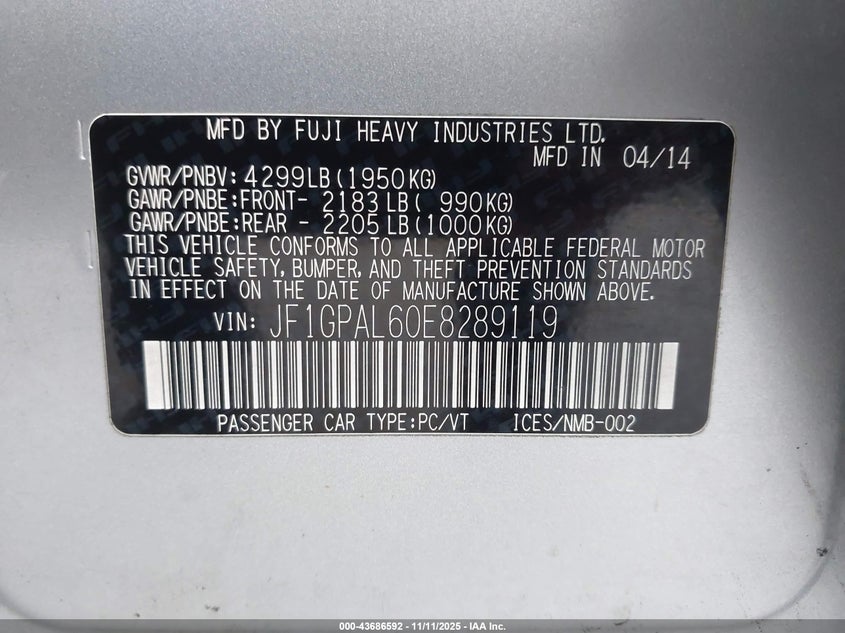 MFD BY FUJI HEAVY INDUSTRIES LTD.
MFD IN 04/14
GVWR/PNBV: 4299LB(1950KG)
GAWR/PNBE:FRONT- 2183LB( 990KG)
GAWR/PNBE:REAR - 2205LB(1000KG)
THIS VEHICLE CONFORMS TO ALL APPLICABLE FEDERAL MOTOR
VEHICLE SAFETY, BUMPER, AND THEFT PREVENTION STANDARDS
IN EFFECT ON THE DATE OF MANUFACTURE SHOWN ABOVE.
VIN: JF1GPAL60E8289119
PASSENGER CAR TYPE:PC/VT ICES/NMB-002
000-43686592 - 11/11/2025 - IAA Inc.